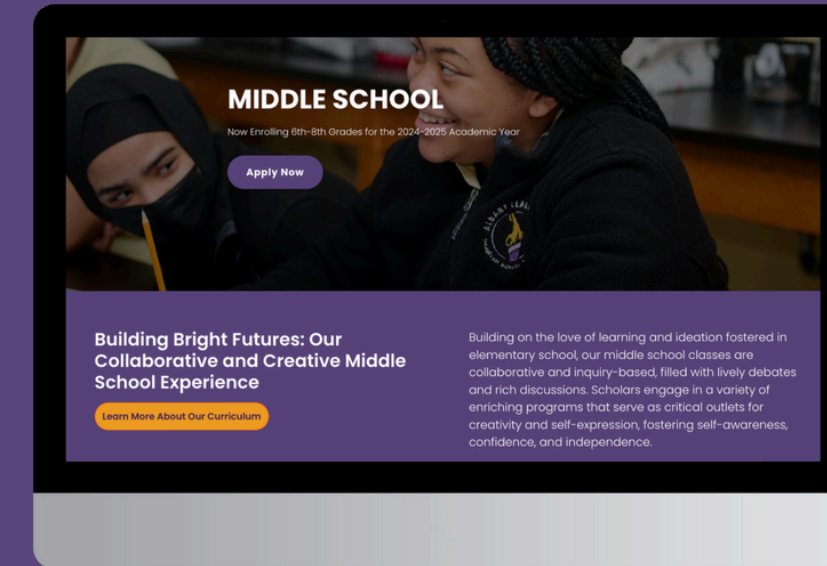 MIDDLE SCHOOL
Now Enrolling 6th-8th Grades for the 2024-2025 Academic Year
Apply Now
Building Bright Futures: Our
Collaborative and Creative Middle
School Experience
Learn More About Our Curriculum
Building on the love of learning and ideation fostered in
elementary school, our middle school classes are
collaborative and inquiry-based, filled with lively debates
and rich discussions. Scholars engage in a variety of
enriching programs that serve as critical outlets for
creativity and self-expression, fostering self-awareness,
confidence, and independence.